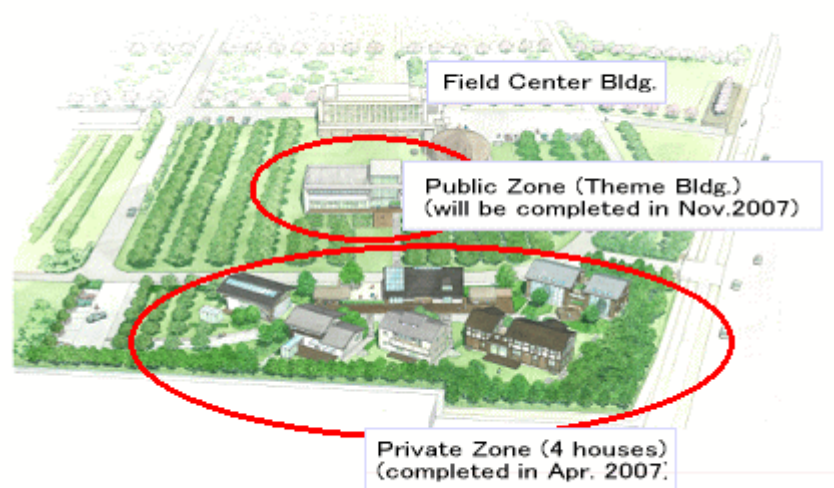 Field Center Bldg.
Public Zone (Theme Bldg.)
(will be completed in Nov.2007)
Private Zone (4 houses)
(completed in Apr. 2007)